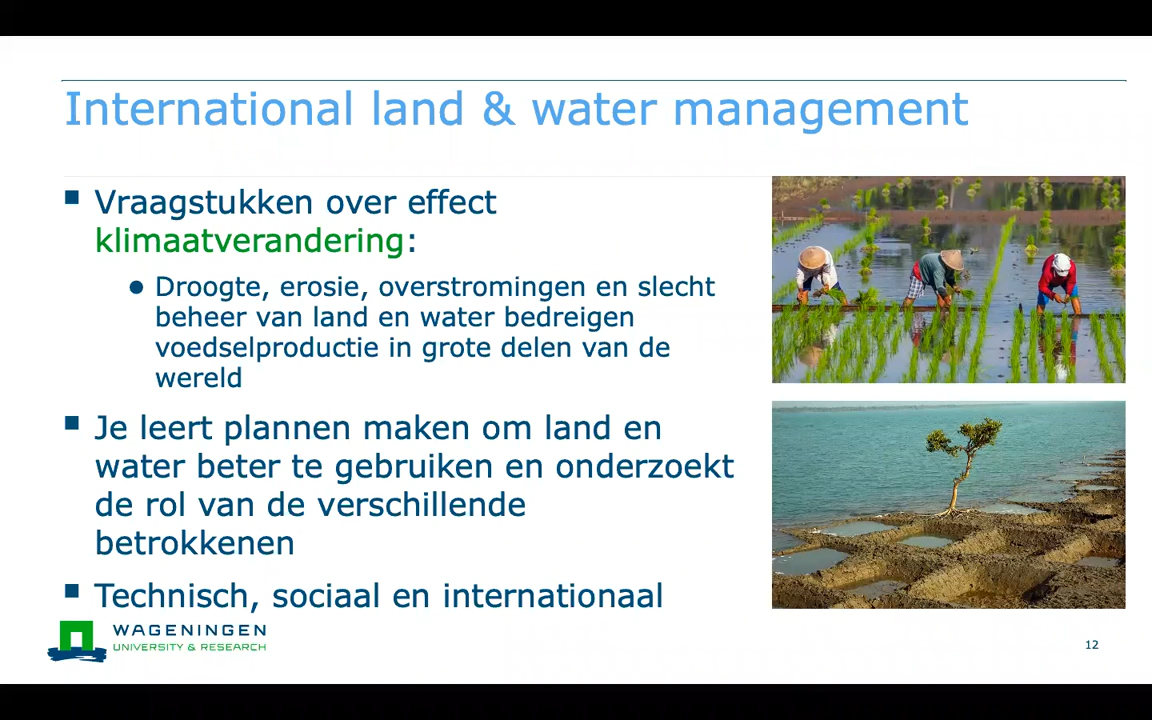 International land & water management
Vraagstukken over effect
klimaatverandering:
Droogte, erosie, overstromingen en slecht
beheer van land en water bedreigen
voedselproductie in grote delen van de
wereld
Je leert plannen maken om land en
water beter te gebruiken en onderzoekt
de rol van de verschillende
betrokkenen
Technisch, sociaal en internationaal
WAGENINGEN
UNIVERSITY & RESEARCH
12